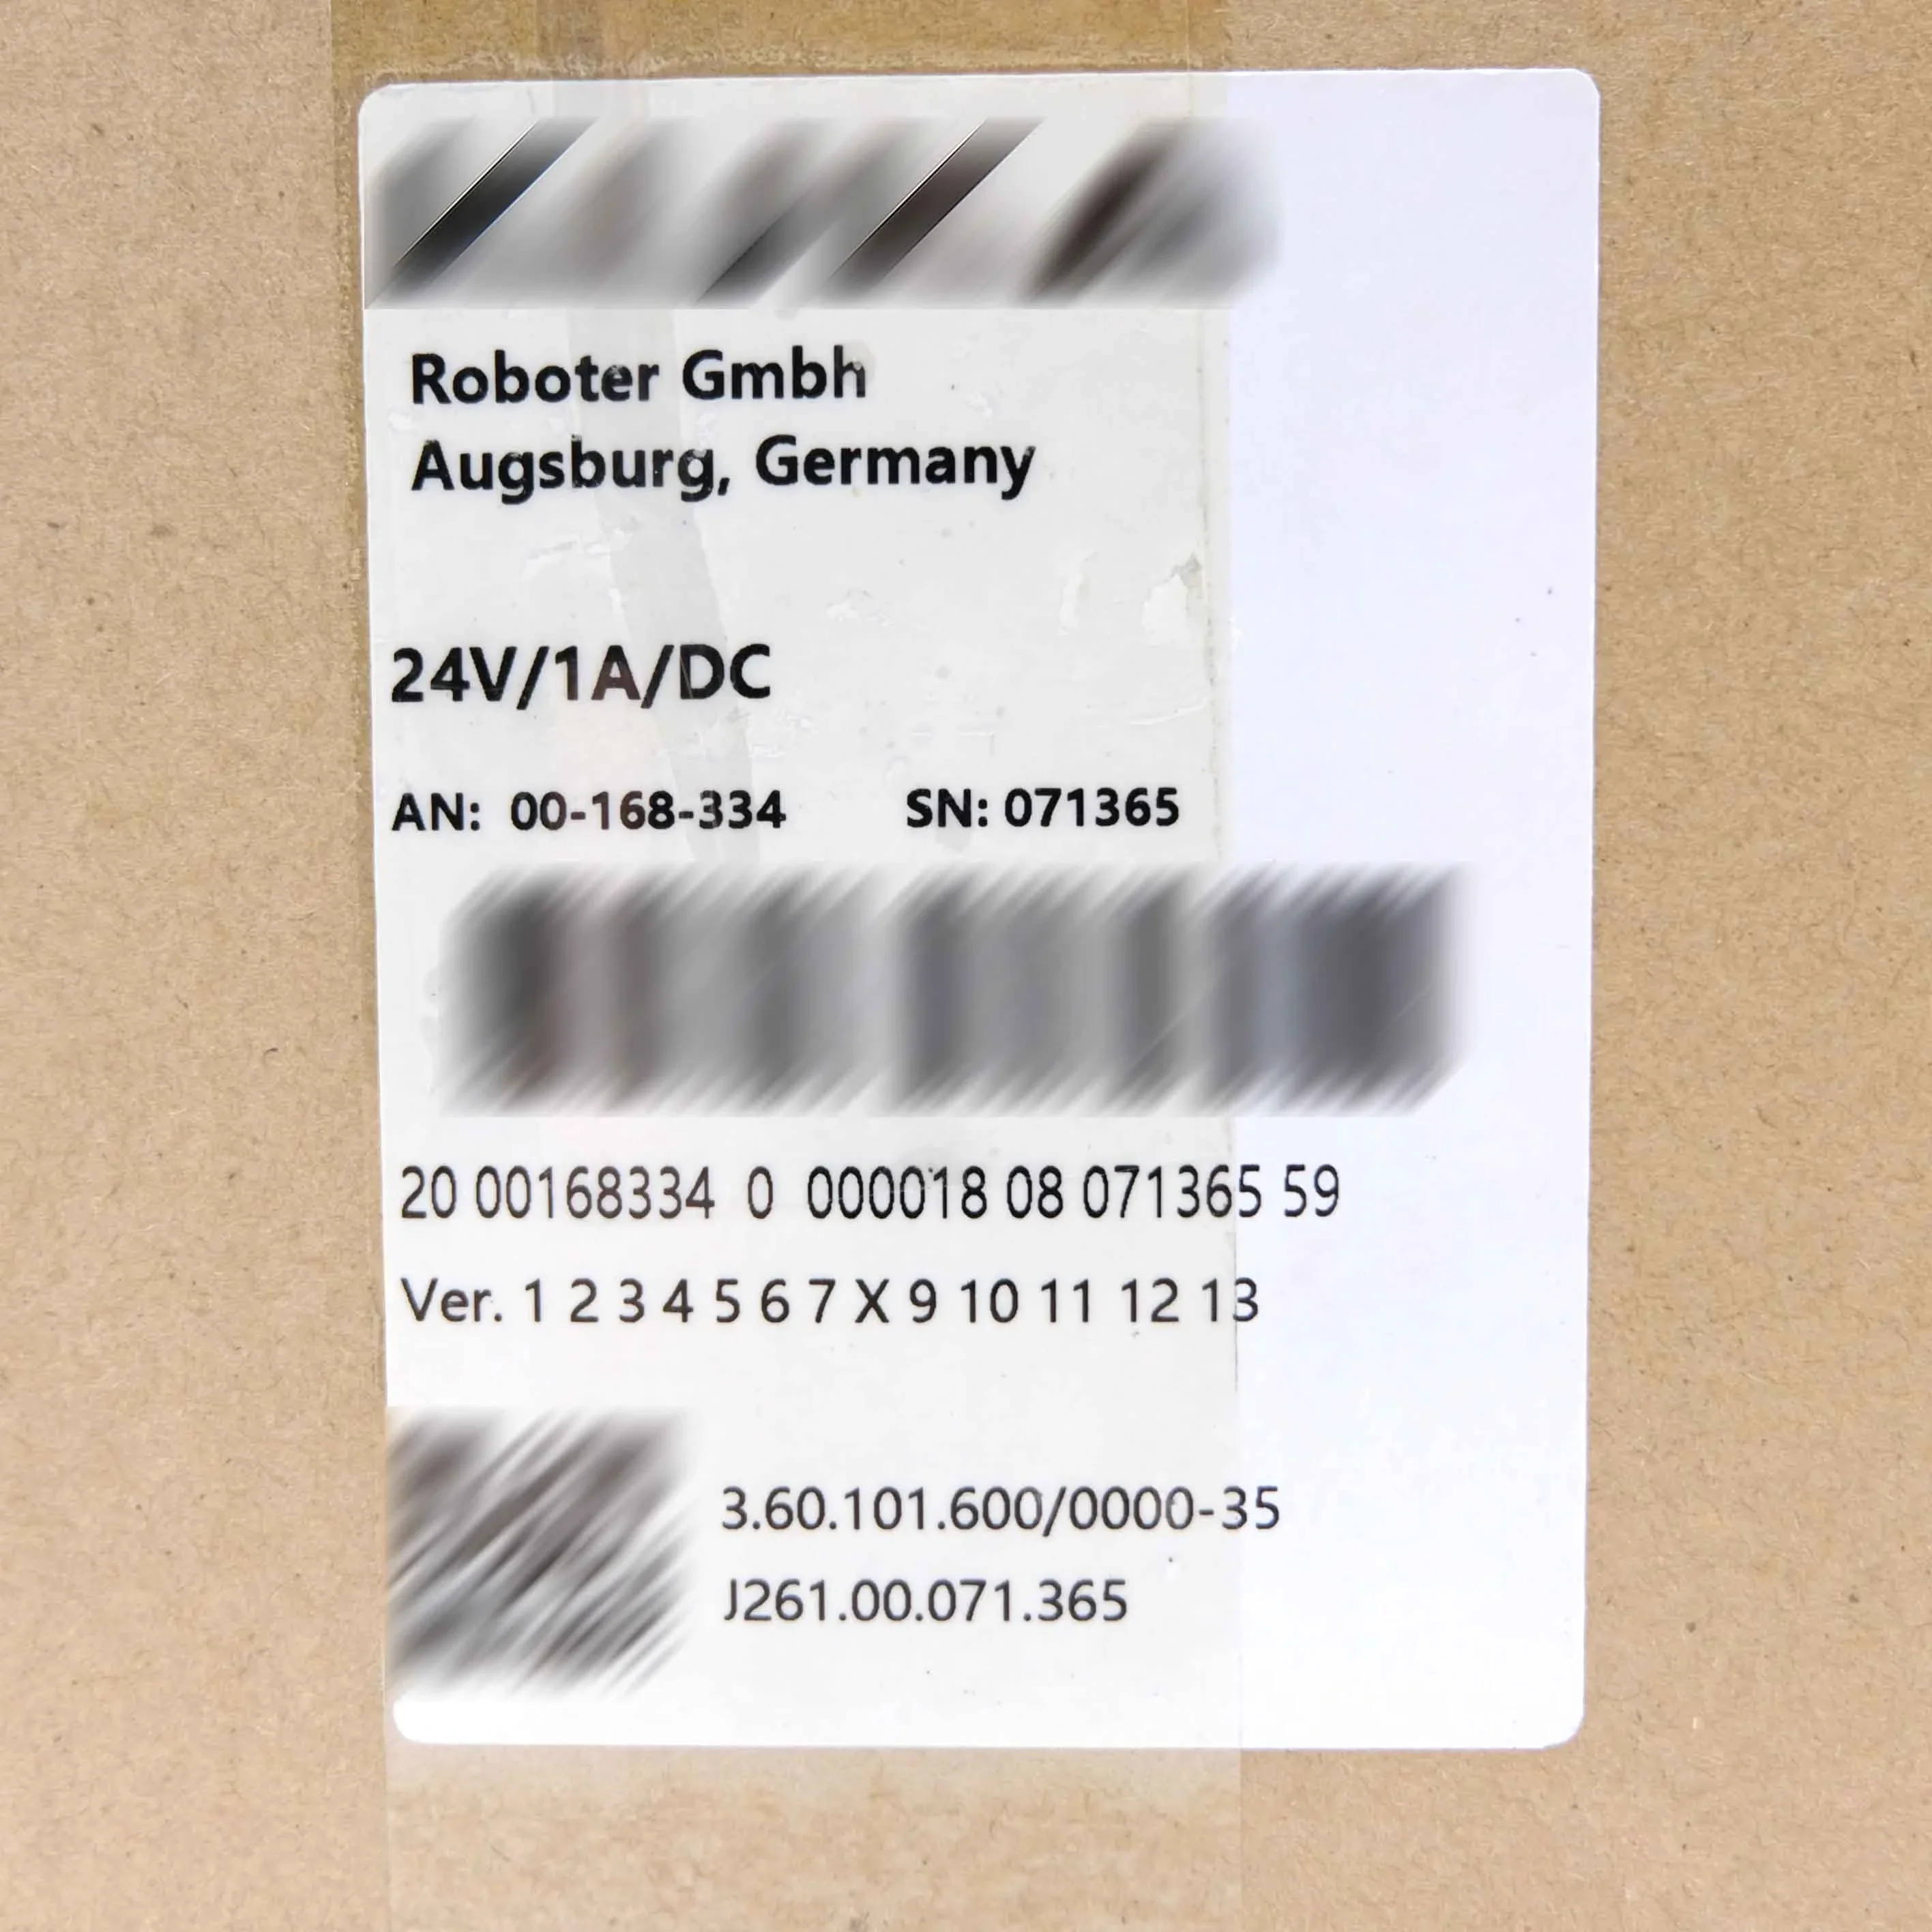 Roboter Gmbh
Augsburg, Germany
24V/1A/DC
AN: 00-168-334 SN: 071365
20 00168334 0 000018 08 071365 59
Ver. 1 2 3 4 5 6 7 X 9 10 11 12 13
3.60.101.600/0000-35
J261.00.071.365